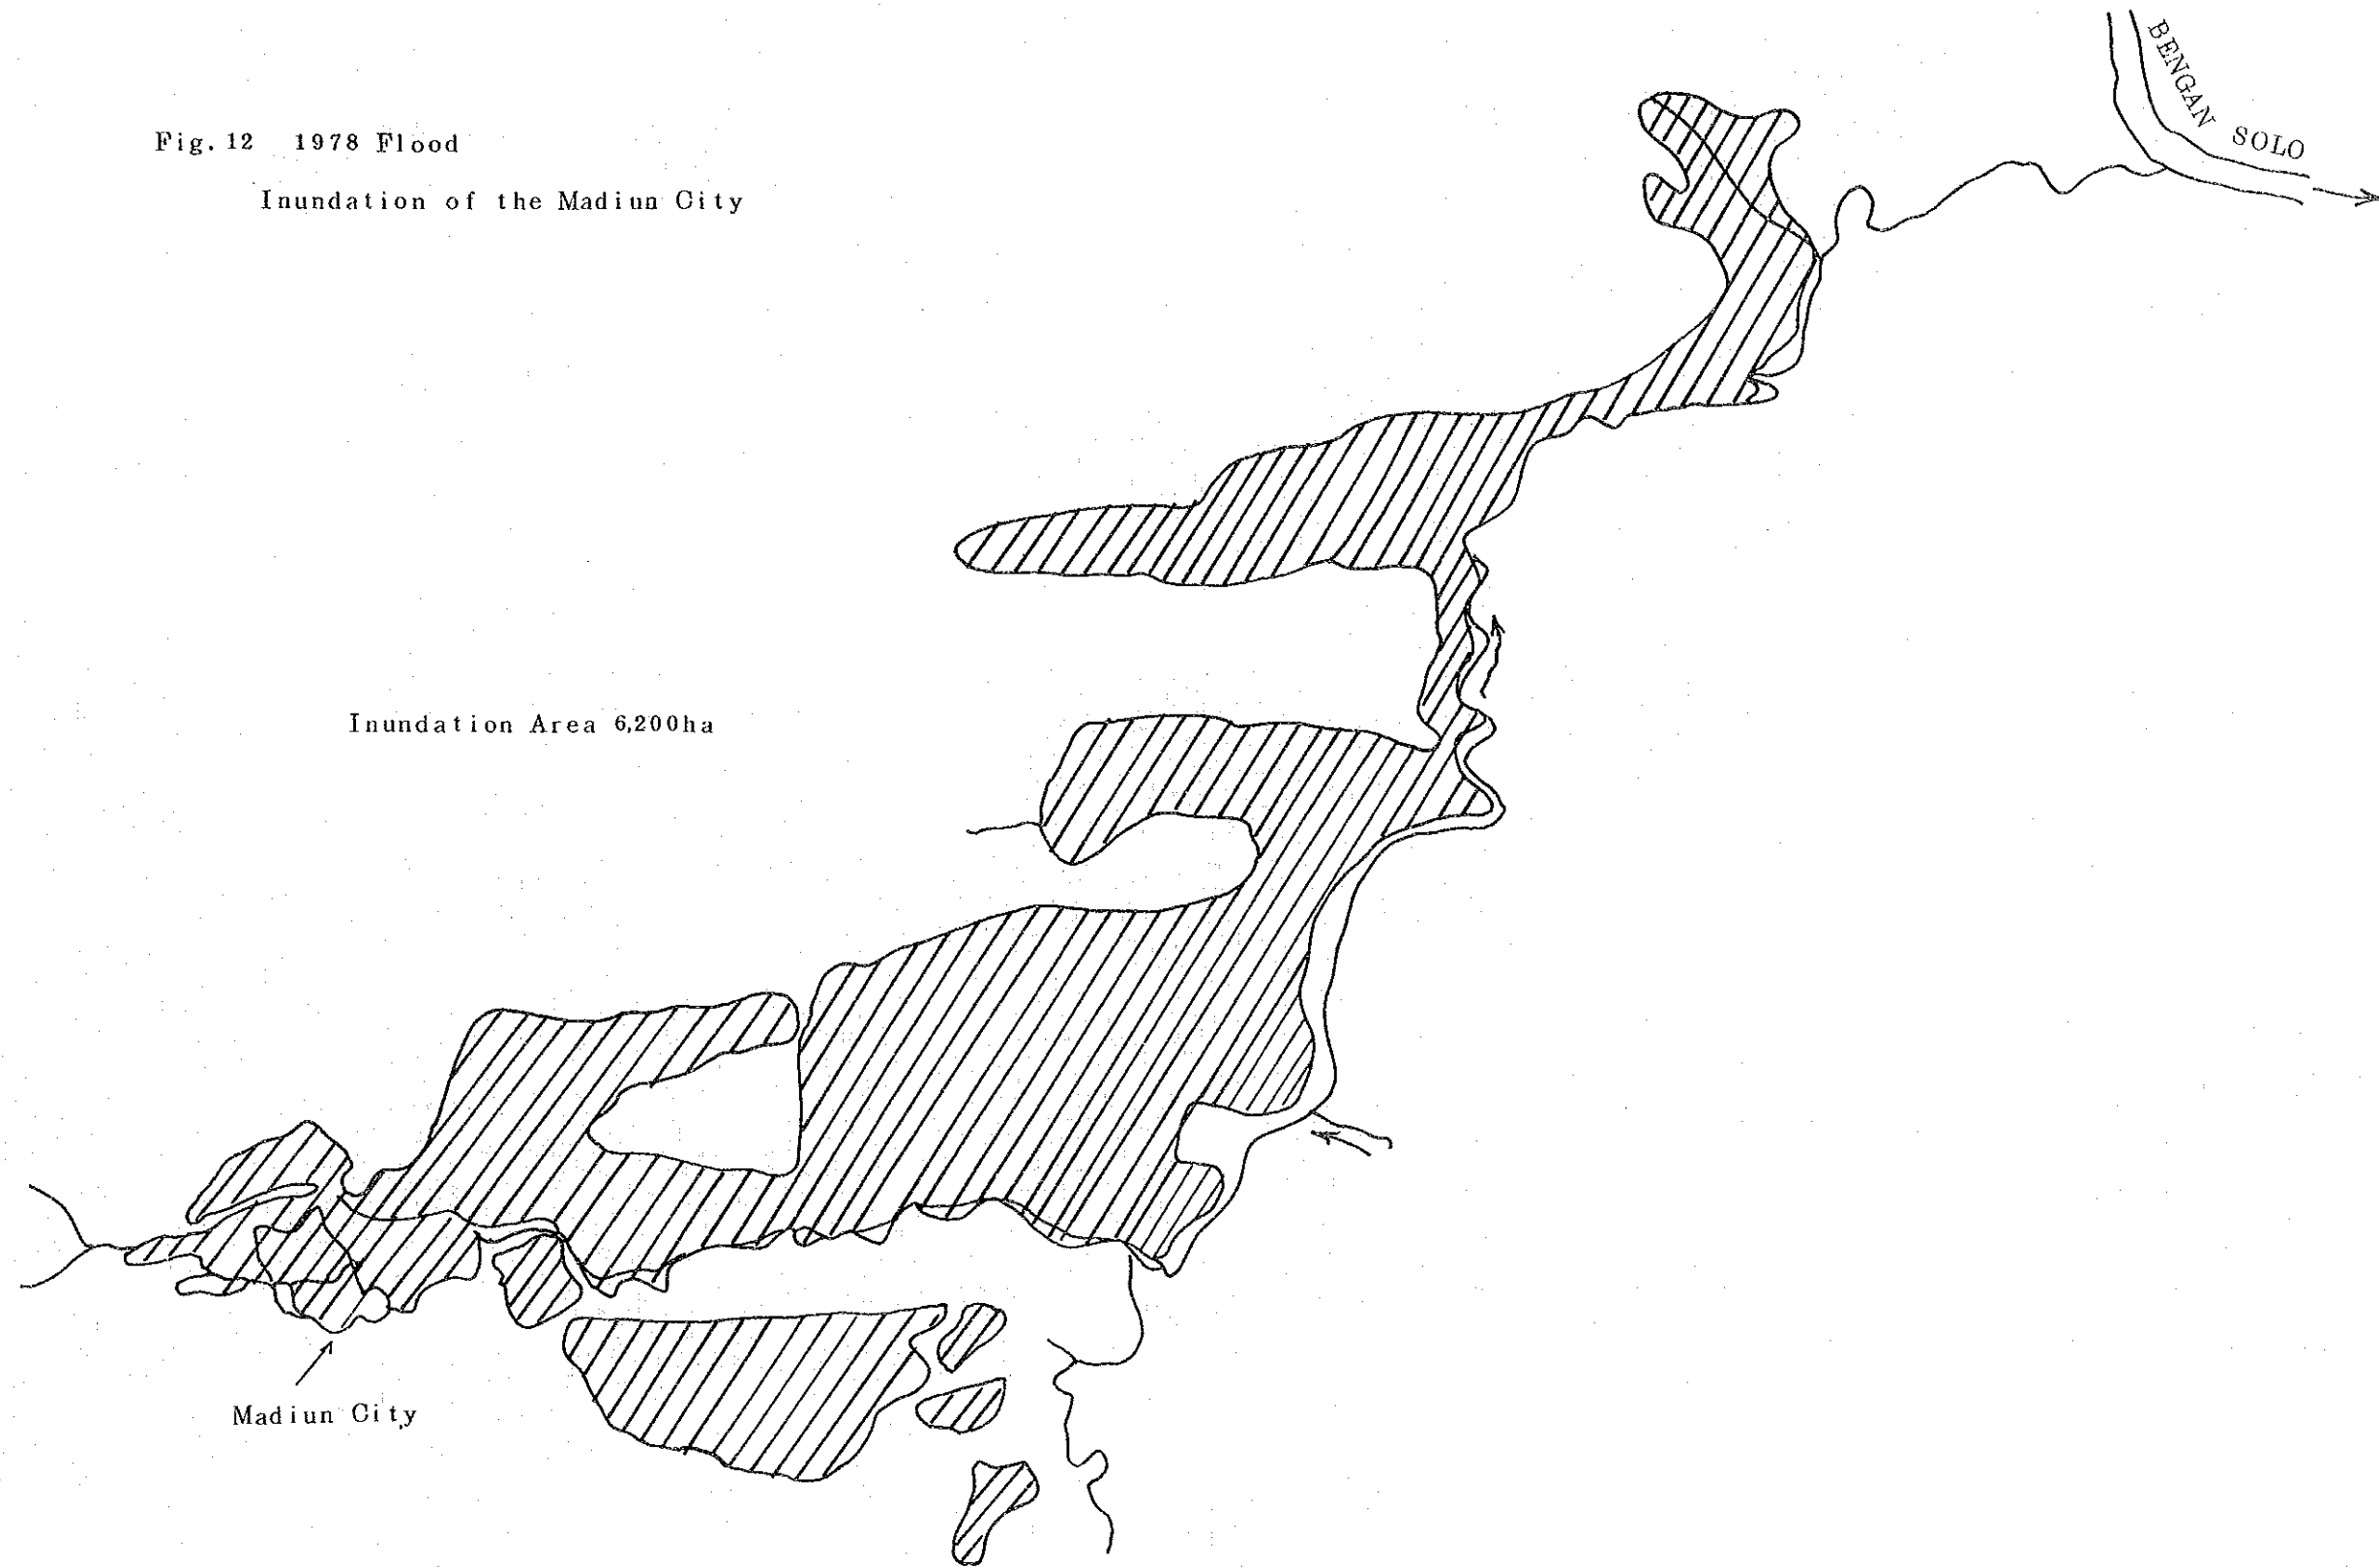 Fig. 12 1978 Flood
Inundation of the Madiun City
BENGAN SOLO
Inundation Area 6,200ha
Madiun City